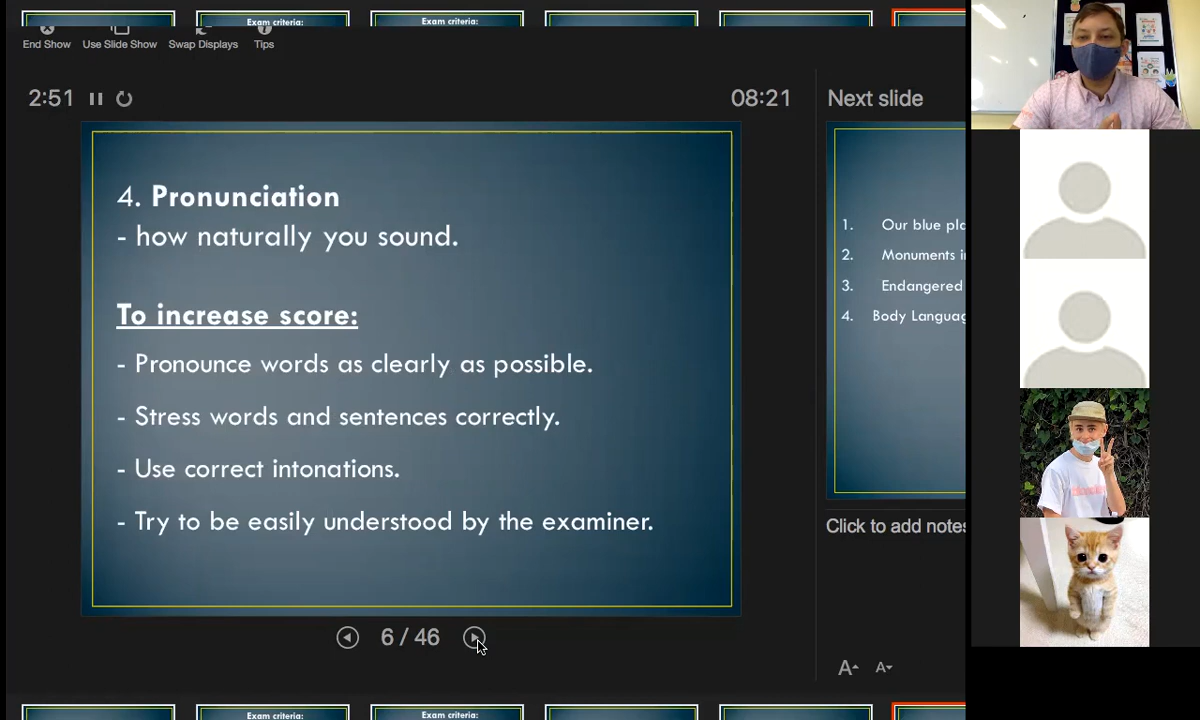 Exam criteria:
Exam criteria:
End Show
Use Slide Show
Swap Displays
Tips
2:51
08:21
Next slide
4. Pronunciation
- how naturally you sound.
To increase score:
- Pronounce words as clearly as possible.
- Stress words and sentences correctly.
- Use correct intonations.
- Try to be easily understood by the examiner.
1. Our blue pla
2. Monuments i
3. Endangered
4. Body Languag
Click to add notes
6 / 46
A
A
Exam criteria:
Exam criteria: